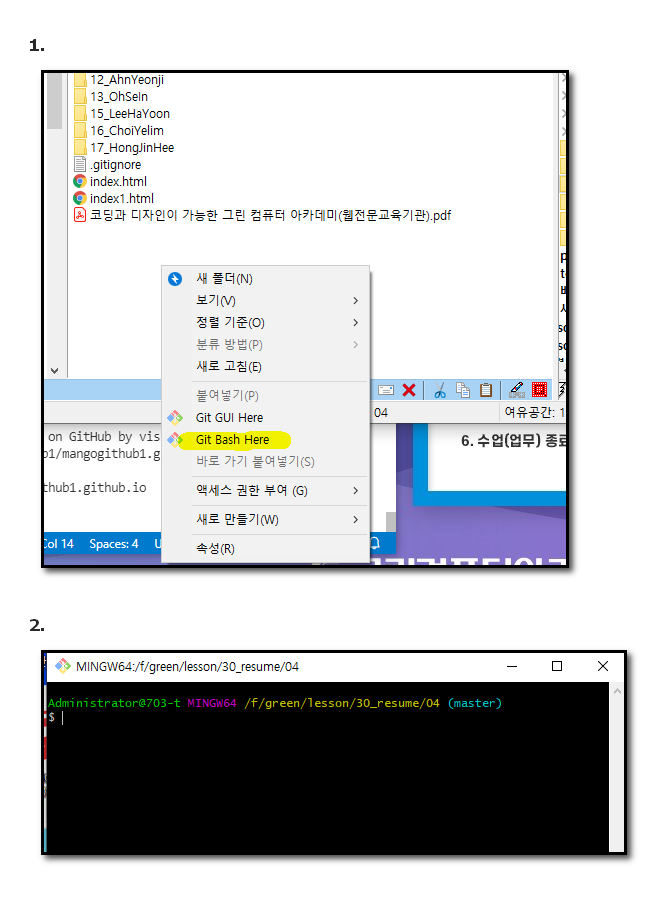 1.
12_AhnYeonji
13_OhSeIn
15_LeeHaYoon
16_ChoiYelim
17_HongJinHee
.gitignore
index.html
index1.html
코딩과 디자인이 가능한 그린 컴퓨터 아카데미(웹전문교육기관).pdf
새 폴더(N)
보기(V)
정렬 기준(O)
분류 방법(P)
새로 고침(E)
붙여넣기(P)
Git GUI Here
Git Bash Here
바로 가기 붙여넣기(S)
액세스 권한 부여 (G)
새로 만들기(W)
속성(R)
04
여유공간: 1
on GitHub by vis
b1/mangogithub1.g
thub1.github.io
Col 14 Spaces: 4 U
6. 수업(업무) 종료
2.
MINGW64:/f/green/lesson/30_resume/04
Administrator@703-t MINGW64 /f/green/lesson/30_resume/04 (master)
$